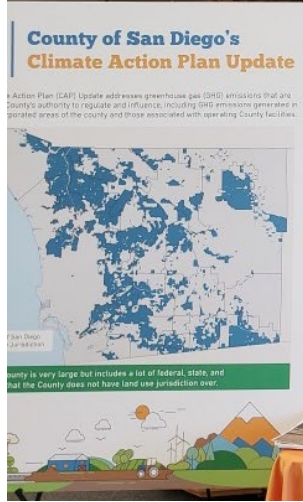 County of San Diego's
Climate Action Plan Update
Action Plan (CAP) Update addresses greenhouse gas (GHG) emissions that are
County's authority to regulate and influence, including GHG emissions generated in
porated areas of the county and those associated with operating County facilities.
of San Diego
Jurisdiction
ounty is very large but includes a lot of federal, state, and
that the County does not have land use jurisdiction over.